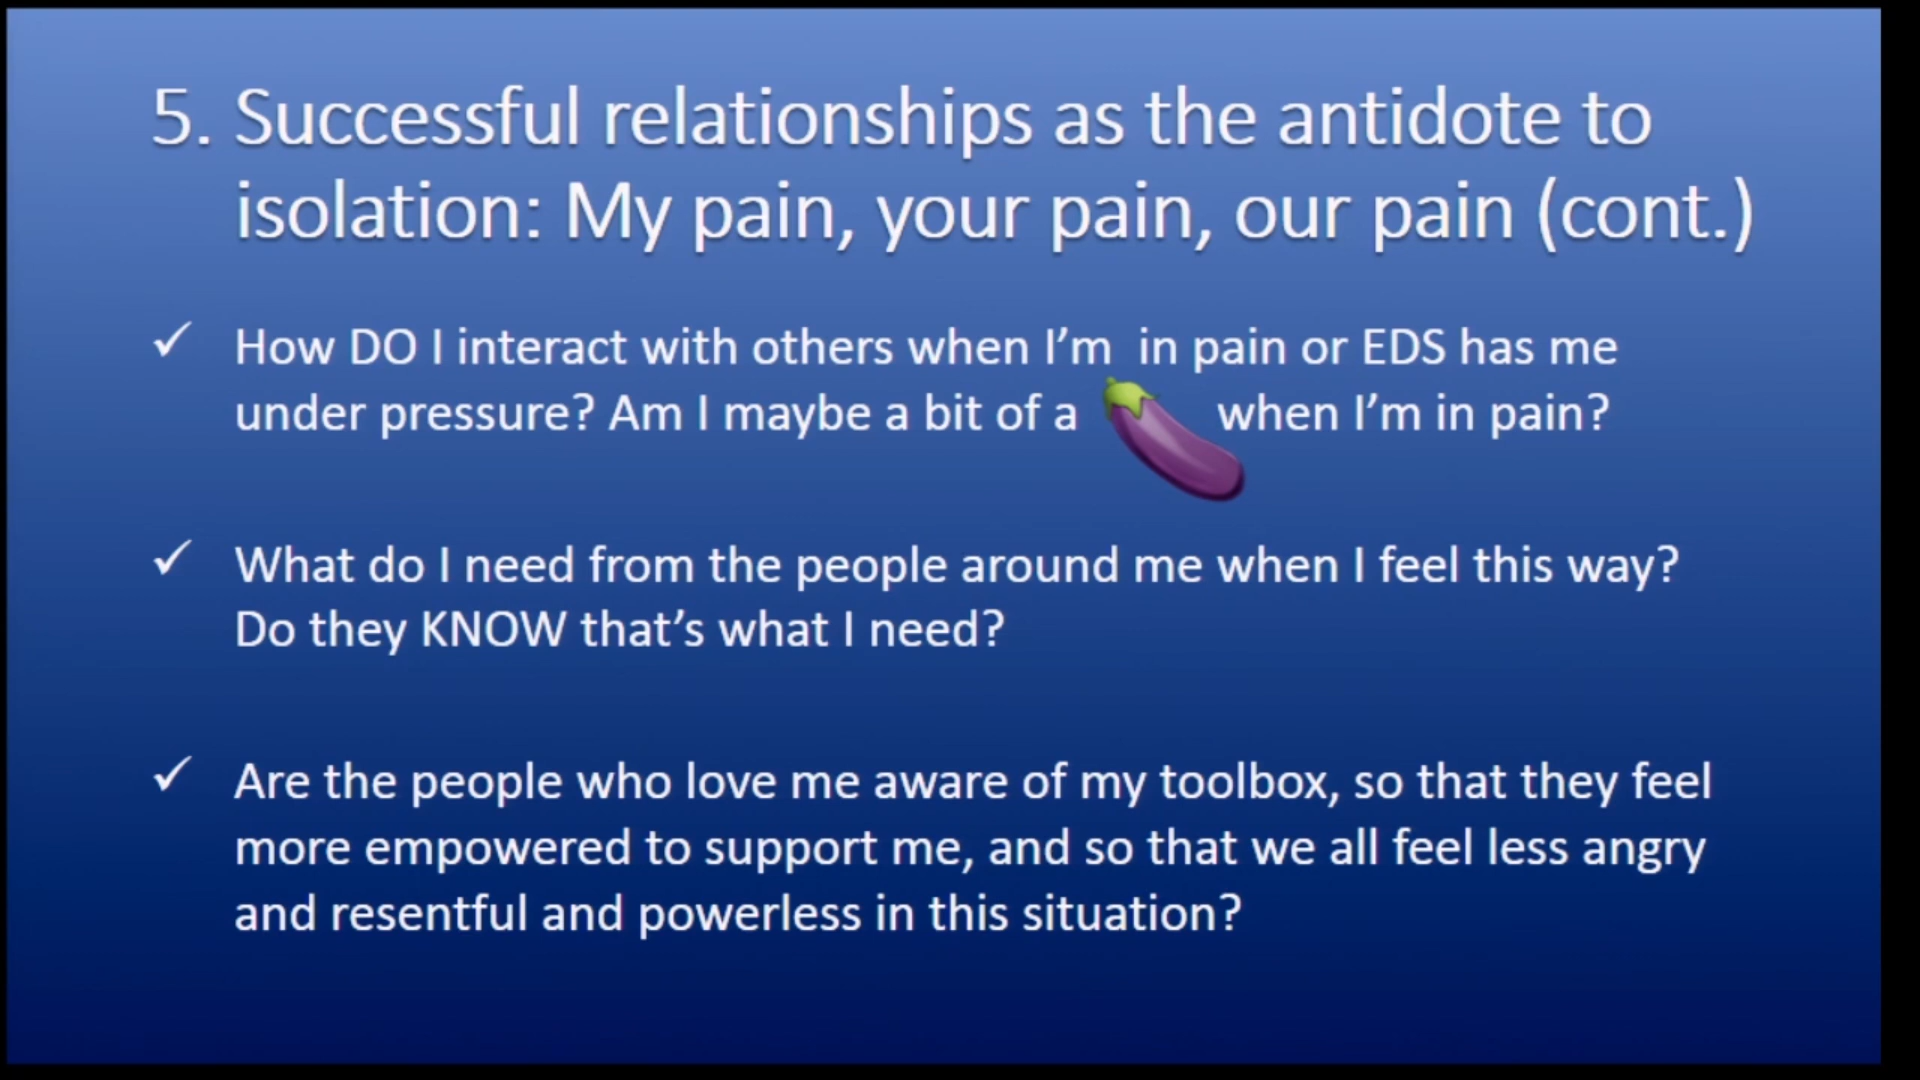 5. Successful relationships as the antidote to
isolation: My pain, your pain, our pain (cont.)
✓ How DO I interact with others when I’m  in pain or EDS has me
under pressure? Am I maybe a bit of a 🍆 when I’m in pain?
✓ What do I need from the people around me when I feel this way?
Do they KNOW that’s what I need?
✓ Are the people who love me aware of my toolbox, so that they feel
more empowered to support me, and so that we all feel less angry
and resentful and powerless in this situation?